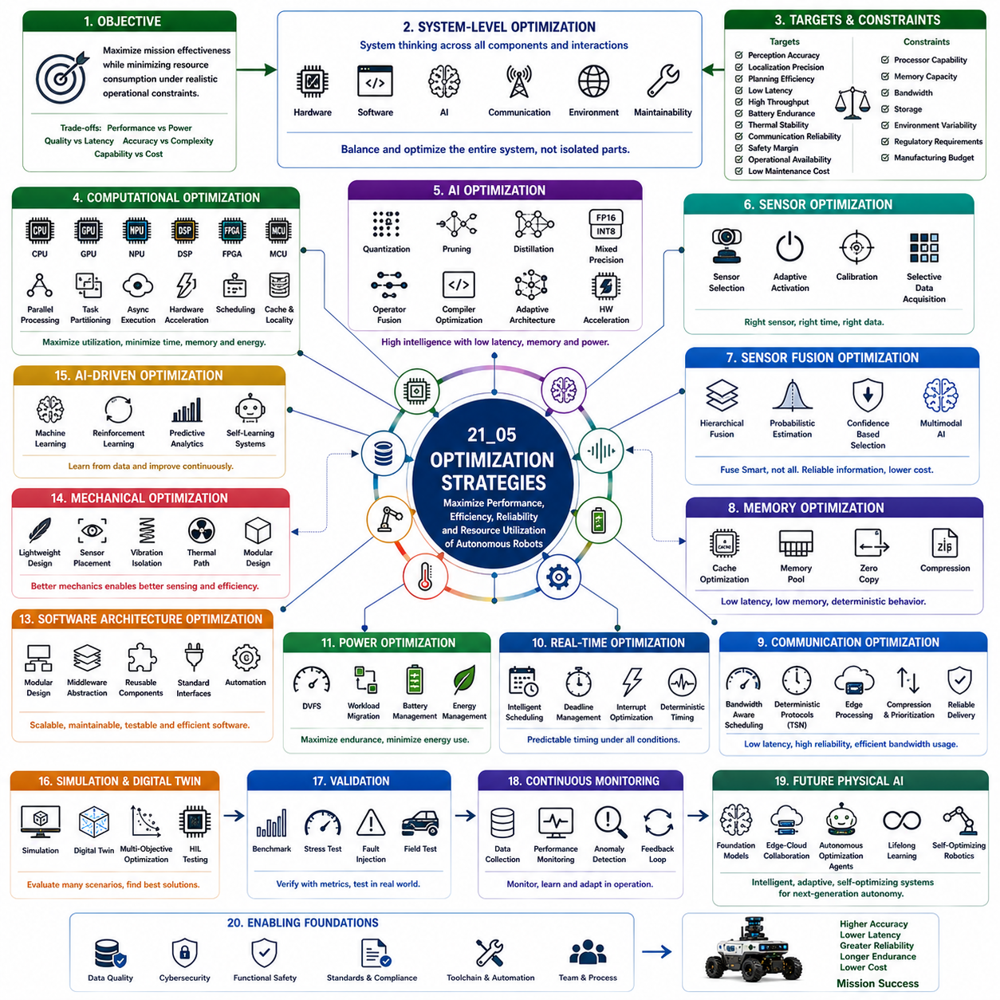 1. OBJECTIVE
Maximize mission effectiveness
while minimizing resource
consumption under realistic
operational constraints.
Trade-offs: Performance vs Power
Quality vs Latency Accuracy vs Complexity
Capability vs Cost
2. SYSTEM-LEVEL OPTIMIZATION
System thinking across all components and interactions
Hardware
Software
AI
Communication
Environment
Maintainability
Balance and optimize the entire system, not isolated parts.
3. TARGETS & CONSTRAINTS
Targets
Perception Accuracy
Localization Precision
Planning Efficiency
Low Latency
High Throughput
Battery Endurance
Thermal Stability
Communication Reliability
Safety Margin
Operational Availability
Low Maintenance Cost
Constraints
Processor Capability
Memory Capacity
Bandwidth
Storage
Environment Variability
Regulatory Requirements
Manufacturing Budget
4. COMPUTATIONAL OPTIMIZATION
CPU
GPU
NPU
DSP
FPGA
MCU
CPU
GPU
NPU
DSP
FPGA
MCU
Parallel
Processing
Task
Partitioning
Async
Execution
Hardware
Acceleration
Scheduling
Cache &
Locality
Maximize utilization, minimize time, memory and energy.
5. AI OPTIMIZATION
Quantization
Pruning
Distillation
FP16
INT8
Mixed
Precision
Operator
Fusion
Compiler
Optimization
Adaptive
Architecture
HW
Acceleration
High intelligence with low latency, memory and power.
6. SENSOR OPTIMIZATION
Sensor
Selection
Adaptive
Activation
Calibration
Selective
Data
Acquisition
Right sensor, right time, right data.
15. AI-DRIVEN OPTIMIZATION
Machine
Learning
Reinforcement
Learning
Predictive
Analytics
Self-Learning
Systems
Learn from data and improve continuously.
7. SENSOR FUSION OPTIMIZATION
Hierarchical
Fusion
Probabilistic
Estimation
Confidence
Based
Selection
Multimodal
AI
Fuse Smart, not all. Reliable information, lower cost.
21_05
OPTIMIZATION
STRATEGIES
Maximize Performance,
Efficiency, Reliability
and Resource Utilization
of Autonomous Robots
14. MECHANICAL OPTIMIZATION
Lightweight
Design
Sensor
Placement
Vibration
Isolation
Thermal
Path
Modular
Design
Better mechanics enables better sensing and efficiency.
8. MEMORY OPTIMIZATION
CACHE
Cache
Optimization
Memory
Pool
Zero
Copy
zip
Compression
Low latency, low memory, deterministic behavior.
13. SOFTWARE ARCHITECTURE OPTIMIZATION
Modular
Design
Middleware
Abstraction
Reusable
Components
Standard
Interfaces
Automation
Scalable, maintainable, testable and efficient software.
11. POWER OPTIMIZATION
DVFS
Workload
Migration
Battery
Management
Energy
Management
Maximize endurance, minimize energy use.
10. REAL-TIME OPTIMIZATION
Intelligent
Scheduling
Deadline
Management
Interrupt
Optimization
Deterministic
Timing
Predictable timing under all conditions.
9. COMMUNICATION OPTIMIZATION
Bandwidth
Aware
Scheduling
Deterministic
Protocols
(TSN)
Edge
Processing
Compression
& Prioritization
Reliable
Delivery
Low latency, high reliability, efficient bandwidth usage.
16. SIMULATION & DIGITAL TWIN
Simulation
Digital Twin
Multi-Objective
Optimization
HIL
Testing
Evaluate many scenarios, find best solutions.
17. VALIDATION
Benchmark
Stress Test
Fault
Injection
Field Test
Verify with metrics, test in real world.
18. CONTINUOUS MONITORING
Data
Collection
Performance
Monitoring
Anomaly
Detection
Feedback
Loop
Monitor, learn and adapt in operation.
19. FUTURE PHYSICAL AI
Foundation
Models
Edge-Cloud
Collaboration
Autonomous
Optimization
Agents
Lifelong
Learning
Self-Optimizing
Robotics
Intelligent, adaptive, self-optimizing systems
for next-generation autonomy.
20. ENABLING FOUNDATIONS
Data Quality
Cybersecurity
Functional Safety
Standards & Compliance
Toolchain & Automation
Team & Process
Higher Accuracy
Lower Latency
Greater Reliability
Longer Endurance
Lower Cost
Mission Success